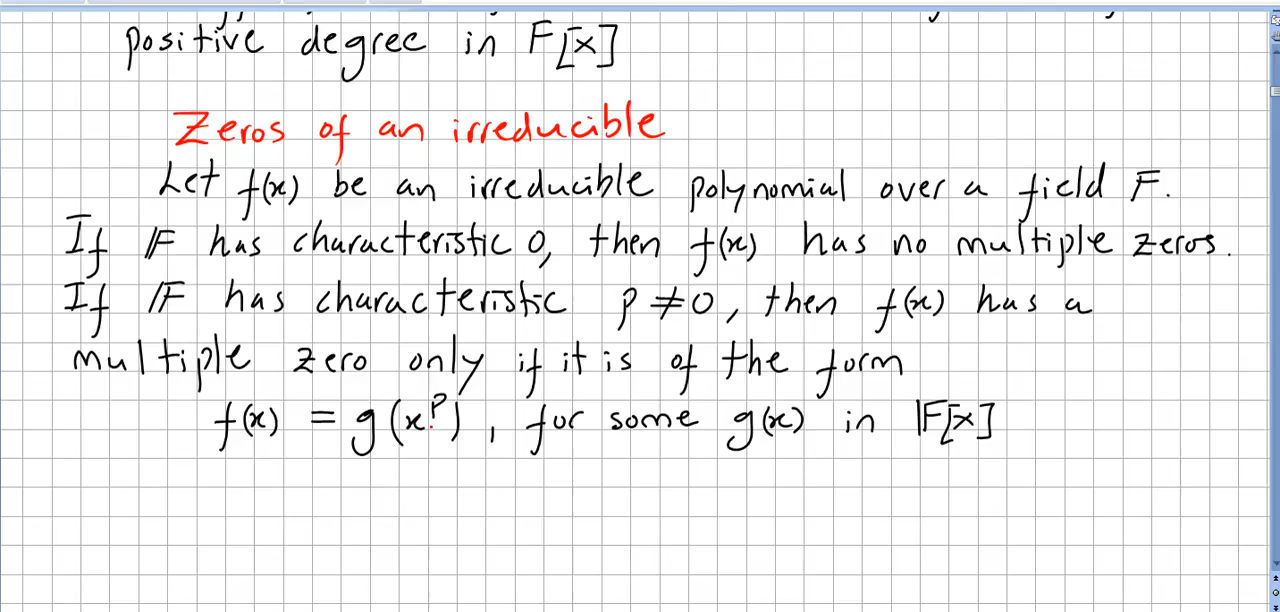 positive degree in F[x]
Zeros of an irreducible
Let f(x) be an irreducible polynomial over a field F.
If F has characteristic 0, then f(x) has no multiple zeros.
If F has characteristic p ≠ 0, then f(x) has a
multiple zero only if it is of the form
f(x) = g(x^p), for some g(x) in F[x]